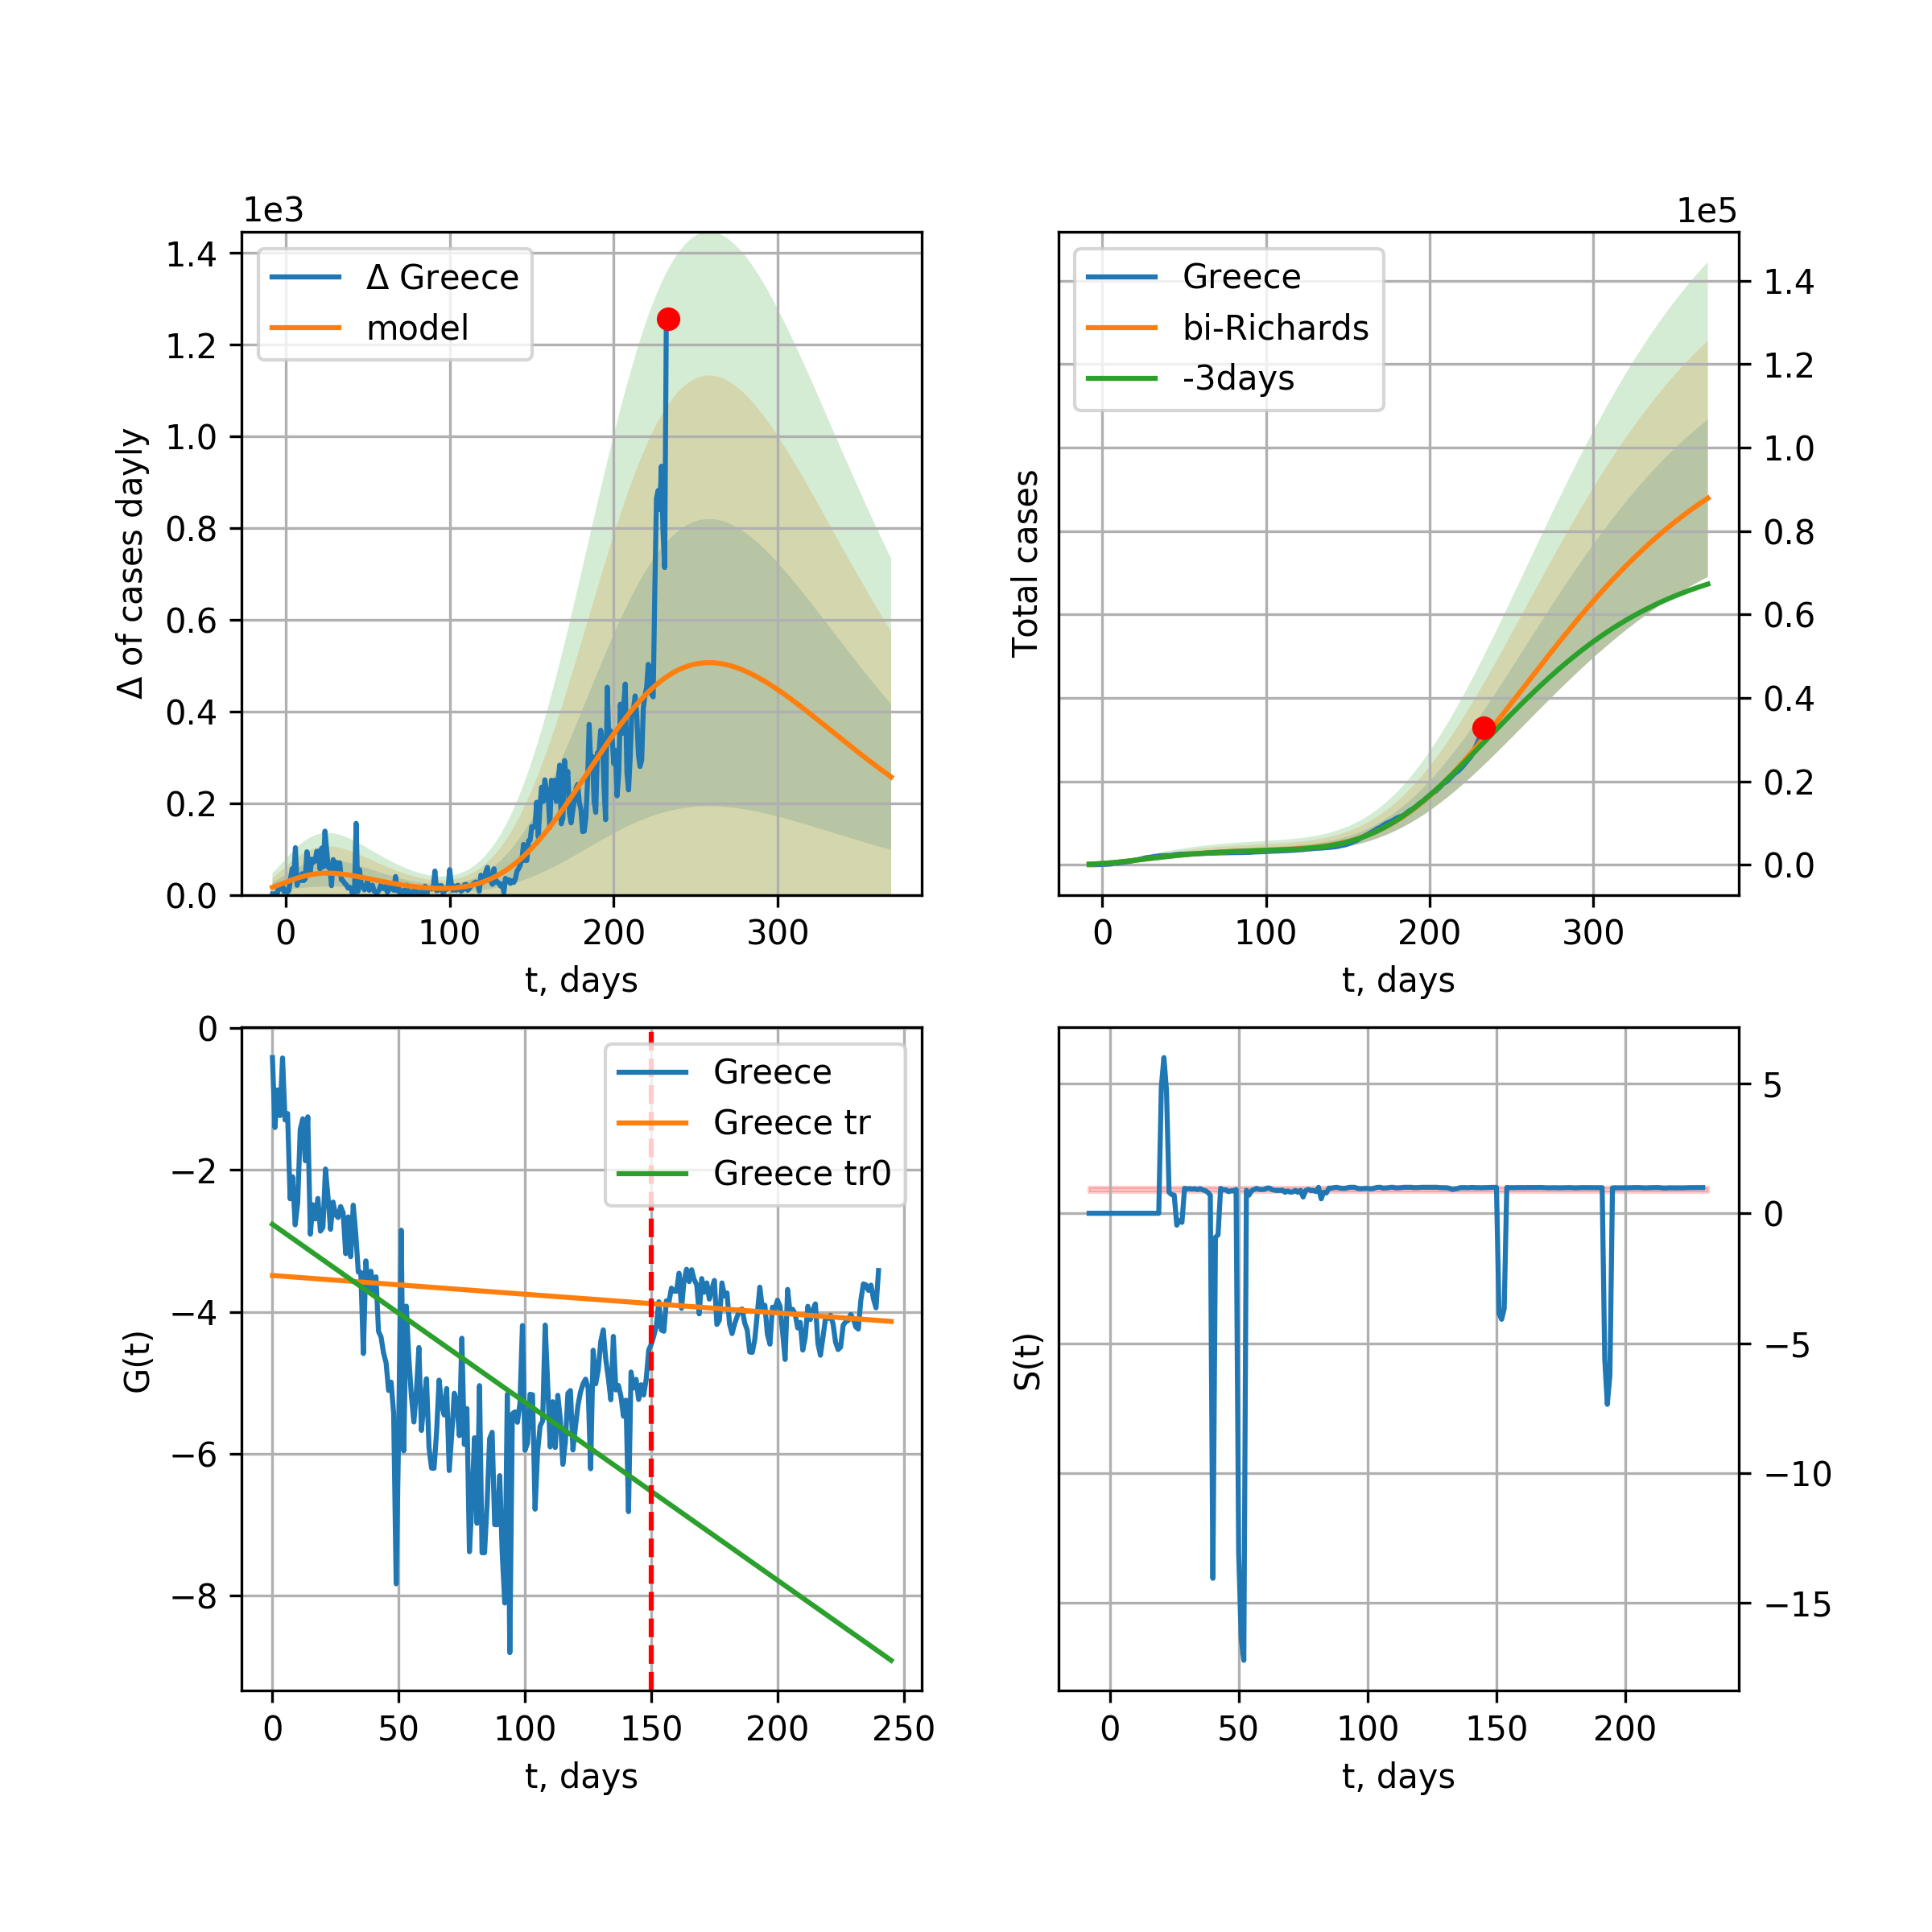 1e3
1.4
1.2
1.0
0.8
0.6
0.4
0.2
0.0
Δ of cases dayly
Δ Greece
model
0 100 200 300
t, days
1e5
Total cases
Greece
bi-Richards
-3days
1.4
1.2
1.0
0.8
0.6
0.4
0.2
0.0
0 100 200 300
t, days
0
−2
−4
−6
−8
G(t)
Greece
Greece tr
Greece tr0
0 50 100 150 200 250
t, days
S(t)
5
0
−5
−10
−15
0 50 100 150 200
t, days